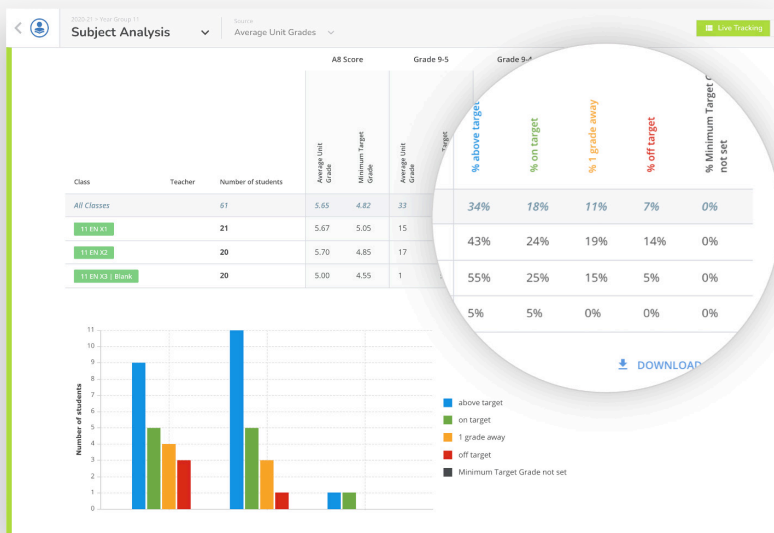 2020-21 > Year Group 11
Subject Analysis
Source
Average Unit Grades
Live Tracking
A8 Score
Grade 9-5
Grade 9-4
Class
Teacher
Number of students
Average Unit Grade
Minimum Target Grade
Average Unit Grade
Target
% above target
% on target
% 1 grade away
% off target
% Minimum Target
not set
All Classes 61 5.65 4.82 33 34% 18% 11% 7% 0%
11 EN X1 21 5.67 5.05 15 43% 24% 19% 14% 0%
11 EN X2 20 5.70 4.85 17 55% 25% 15% 5% 0%
11 EN X3 | Blank 20 5.00 4.55 1 5% 5% 0% 0% 0%
DOWNLOAD
Number of students
11
10
9
8
7
6
5
4
3
2
1
0
above target
on target
1 grade away
off target
Minimum Target Grade not set